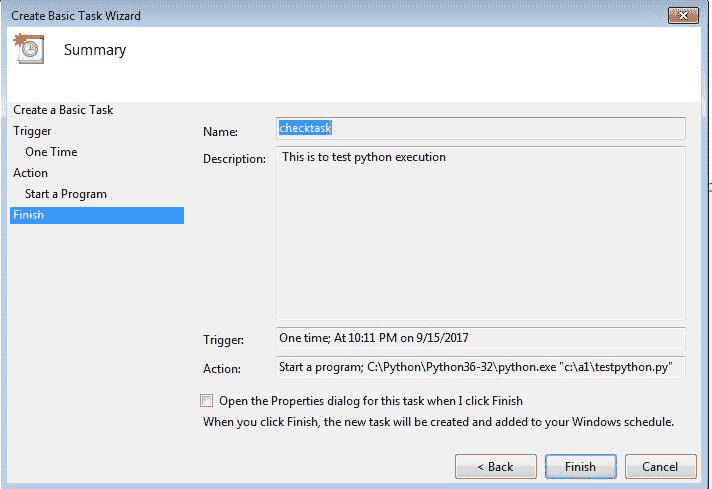 Create Basic Task Wizard
Summary
Create a Basic Task
Trigger
One Time
Action
Start a Program
Finish
Name:
checktask
Description:
This is to test python execution
Trigger:
One time; At 10:11 PM on 9/15/2017
Action:
Start a program; C:\Python\Python36-32\python.exe "c:\a1\testpython.py"
Open the Properties dialog for this task when I click Finish
When you click Finish, the new task will be created and added to your Windows schedule.
< Back
Finish
Cancel